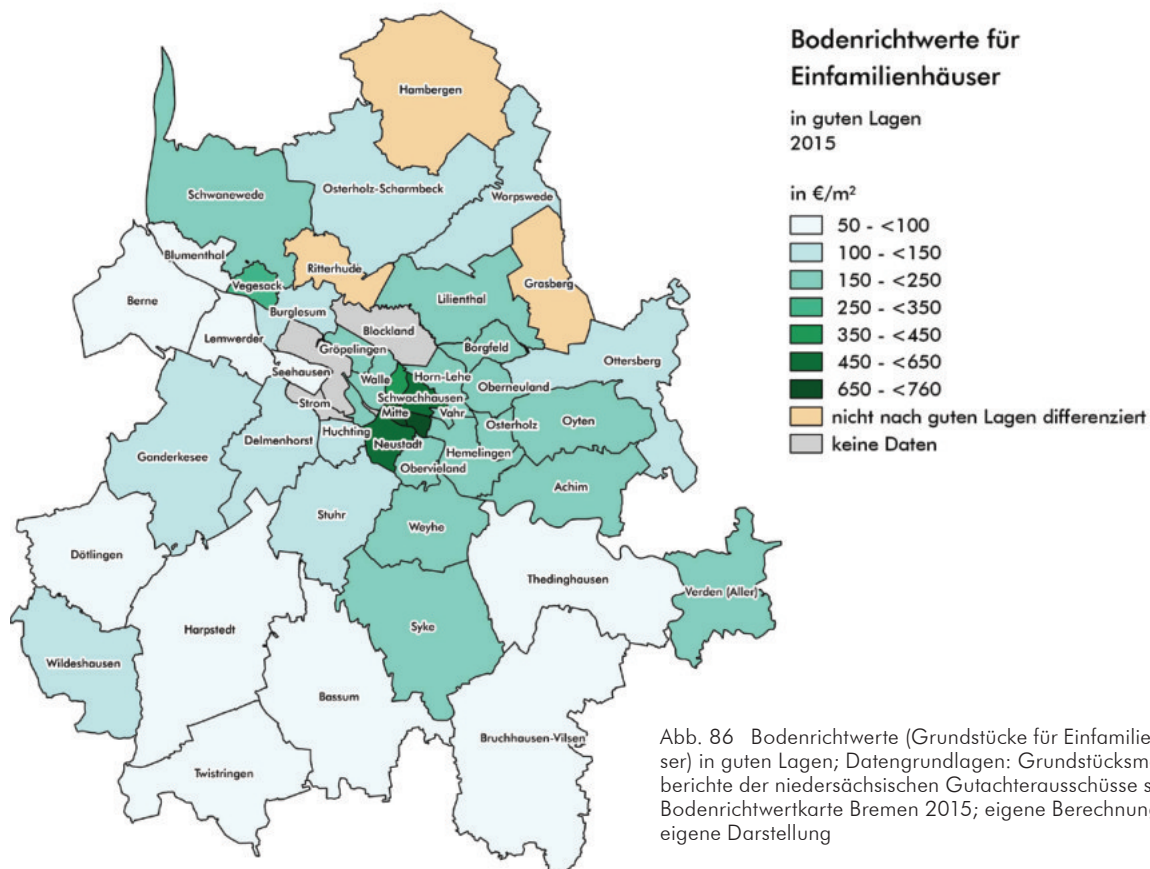 Bodenrichtwerte für
Einfamilienhäuser
in guten Lagen
2015
in €/m²
50 - <100
100 - <150
150 - <250
250 - <350
350 - <450
450 - <650
650 - <760
nicht nach guten Lagen differenziert
keine Daten
Hambergen
Schwanewede
Osterholz-Scharmbeck
Worpswede
Blumenthal
Ritterhude
Vegesack
Grasberg
Berne
Lilienthal
Burglesum
Blockland
Lemwerder
Gröpelingen
Borgfeld
Ottersberg
Seehausen
Walle
Horn-Lehe
Oberneuland
Strom
Schwachhausen
Mitte
Vahr
Osterholz
Oyten
Delmenhorst
Huchting
Neustadt
Hemelingen
Ganderkesee
Obervieland
Achim
Stuhr
Weyhe
Dötlingen
Thedinghausen
Verden (Aller)
Harpstedt
Syke
Wildeshausen
Bassum
Bruchhausen-Vilsen
Twistringen
Abb. 86 Bodenrichtwerte (Grundstücke für Einfamilie
ser) in guten Lagen; Datengrundlagen: Grundstücksm
berichte der niedersächsischen Gutachterausschüsse s
Bodenrichtwertkarte Bremen 2015; eigene Berechnun
eigene Darstellung